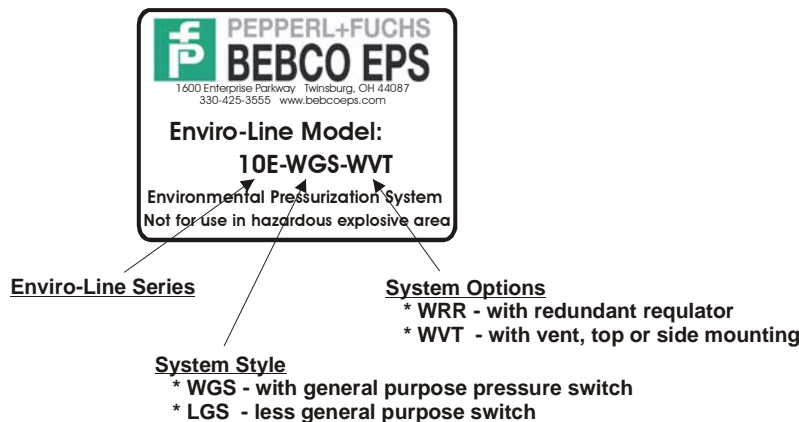 PEPPERL+FUCHS
BEBCO EPS
1600 Enterprise Parkway Twinsburg, OH 44087
330-425-3555 www.bebcoeps.com
Enviro-Line Model:
10E-WGS-WVT
Environmental Pressurization System
Not for use in hazardous explosive area
Enviro-Line Series
System Options
* WRR - with redundant requlator
* WVT - with vent, top or side mounting
System Style
* WGS - with general purpose pressure switch
* LGS - less general purpose switch